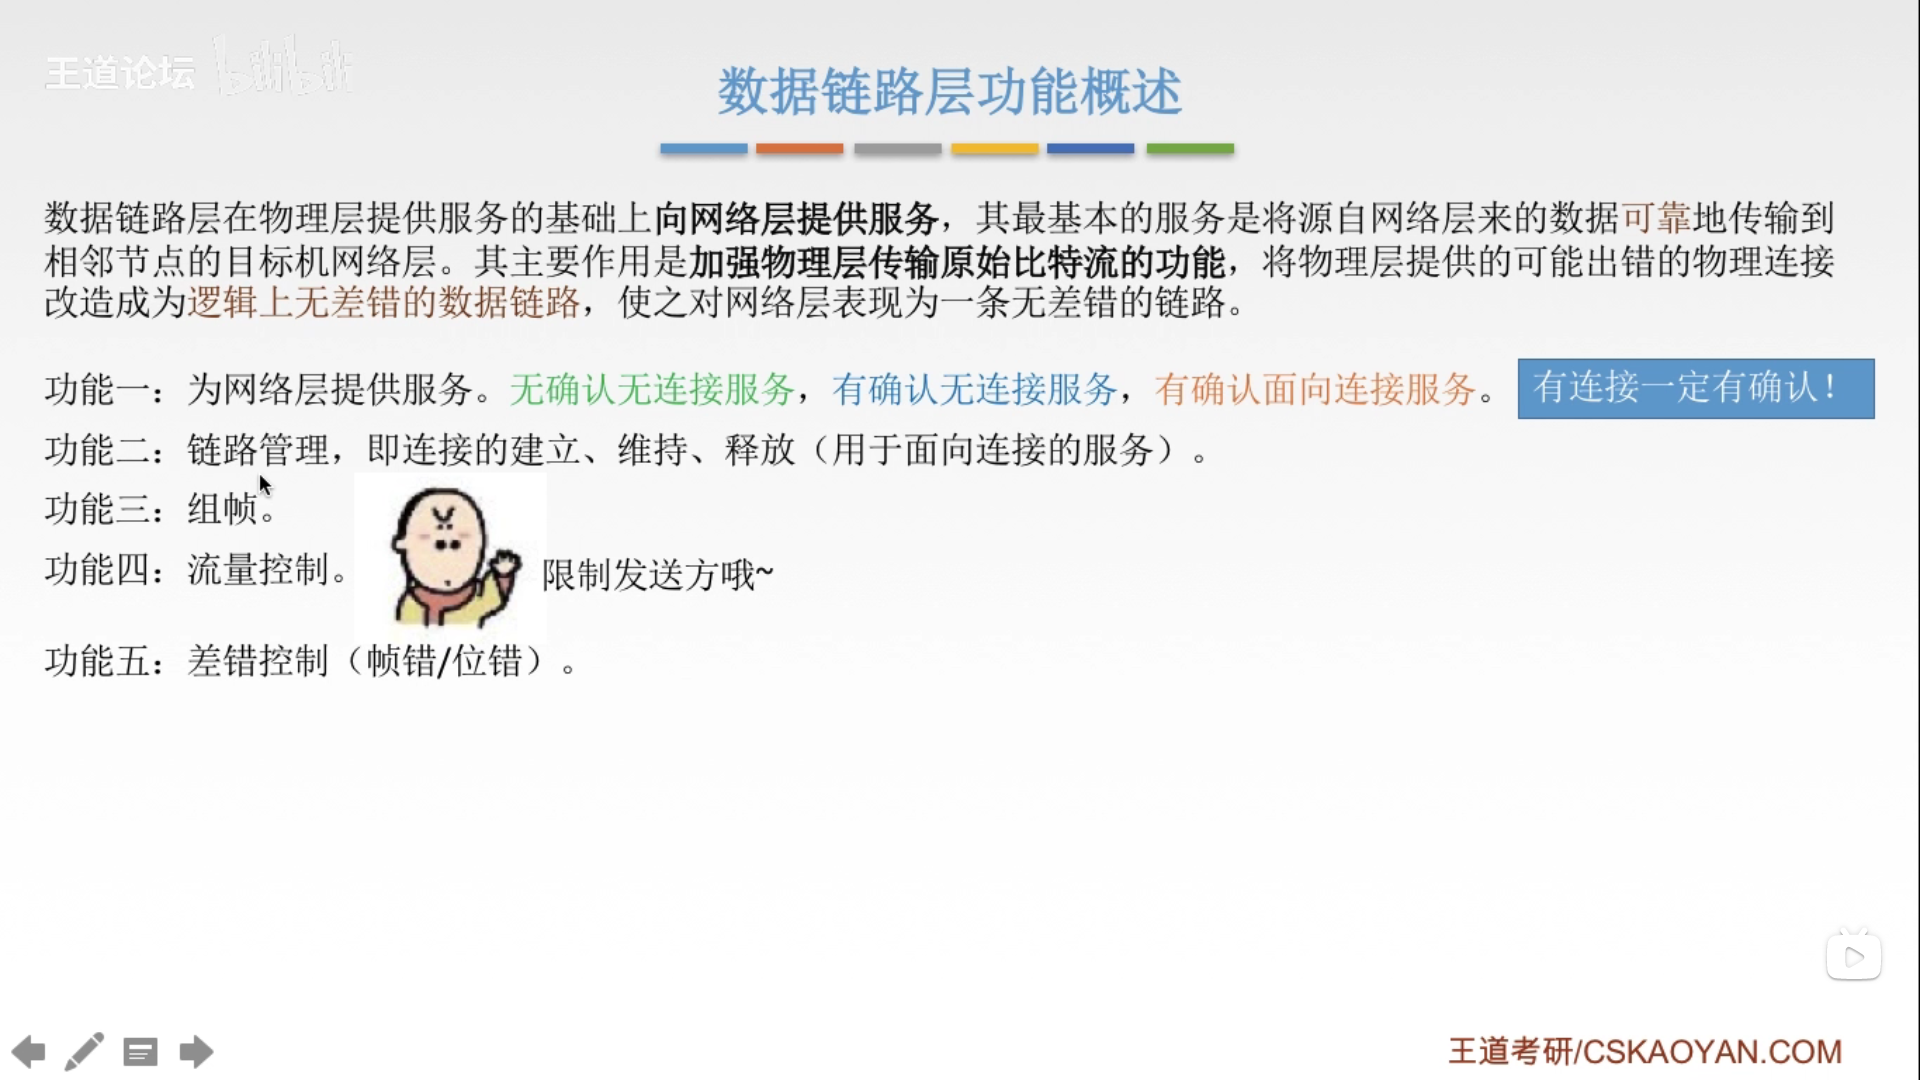 王道论坛 bilibili
数据链路层功能概述
数据链路层在物理层提供服务的基础上向网络层提供服务，其最基本的服务是将源自网络层来的数据可靠地传输到
相邻节点的目标机网络层。其主要作用是加强物理层传输原始比特流的功能，将物理层提供的可能出错的物理连接
改造成为逻辑上无差错的数据链路，使之对网络层表现为一条无差错的链路。
功能一：为网络层提供服务。无确认无连接服务，有确认无连接服务，有确认面向连接服务。 有连接一定有确认！
功能二：链路管理，即连接的建立、维持、释放（用于面向连接的服务）。
功能三：组帧。
功能四：流量控制。 限制发送方哦~
功能五：差错控制（帧错/位错）。
王道考研/CSKAOYAN.COM